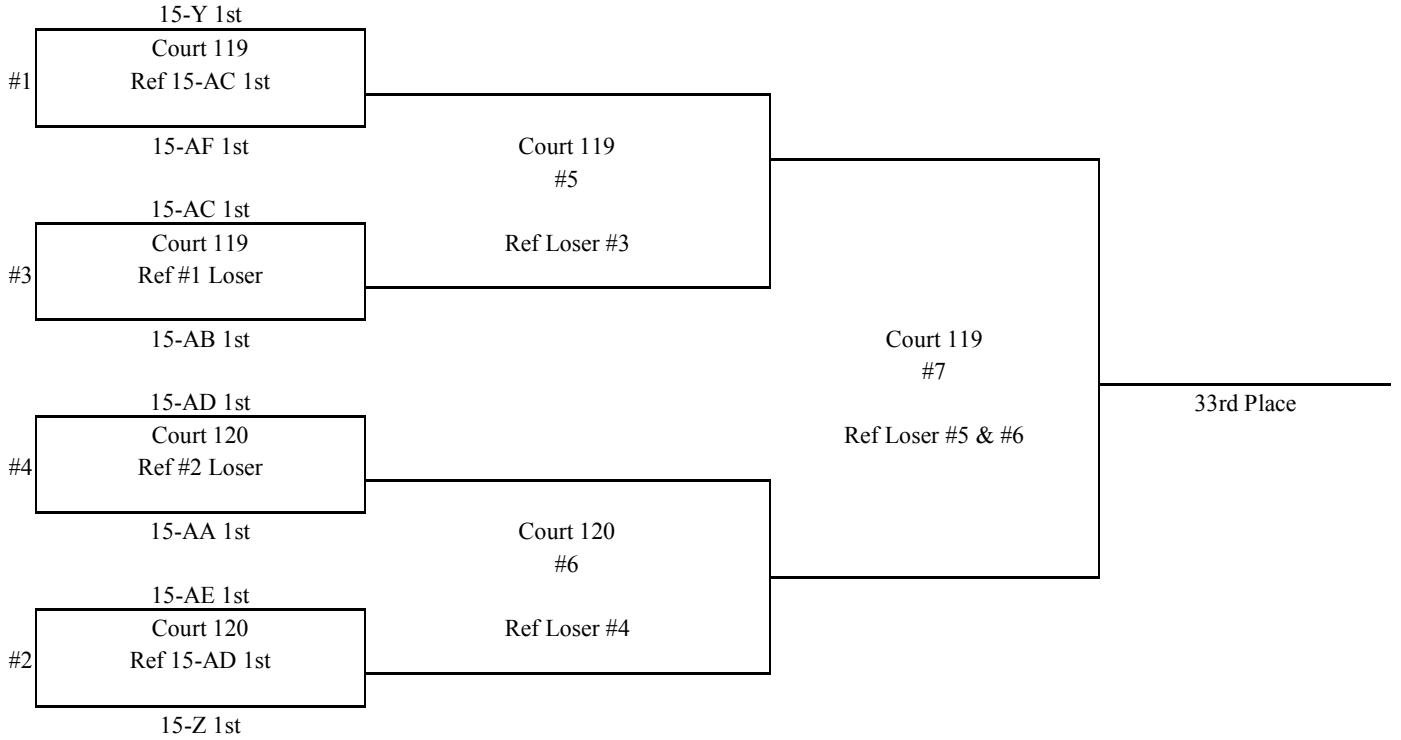 15-Y 1st
Court 119
#1
Ref 15-AC 1st
15-AF 1st
15-AC 1st
Court 119
#3
Ref #1 Loser
15-AB 1st
15-AD 1st
Court 120
#4
Ref #2 Loser
15-AA 1st
15-AE 1st
Court 120
#2
Ref 15-AD 1st
15-Z 1st
Court 119
#5
Ref Loser #3
Court 120
#6
Ref Loser #4
Court 119
#7
Ref Loser #5 & #6
33rd Place